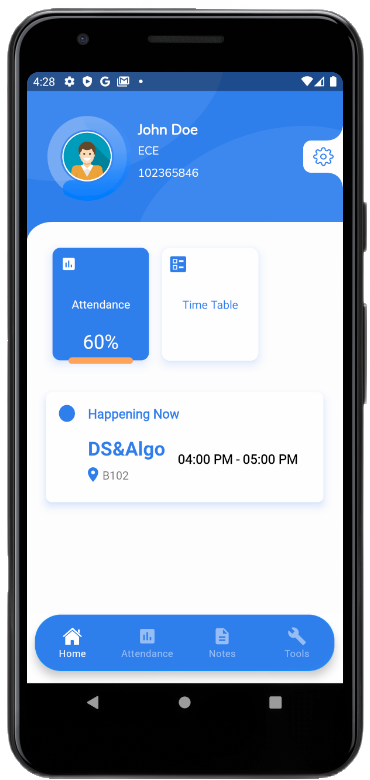 4:28
John Doe
ECE
102365846
Attendance
60%
Time Table
Happening Now
DS&Algo
04:00 PM - 05:00 PM
B102
Home
Attendance
Notes
Tools